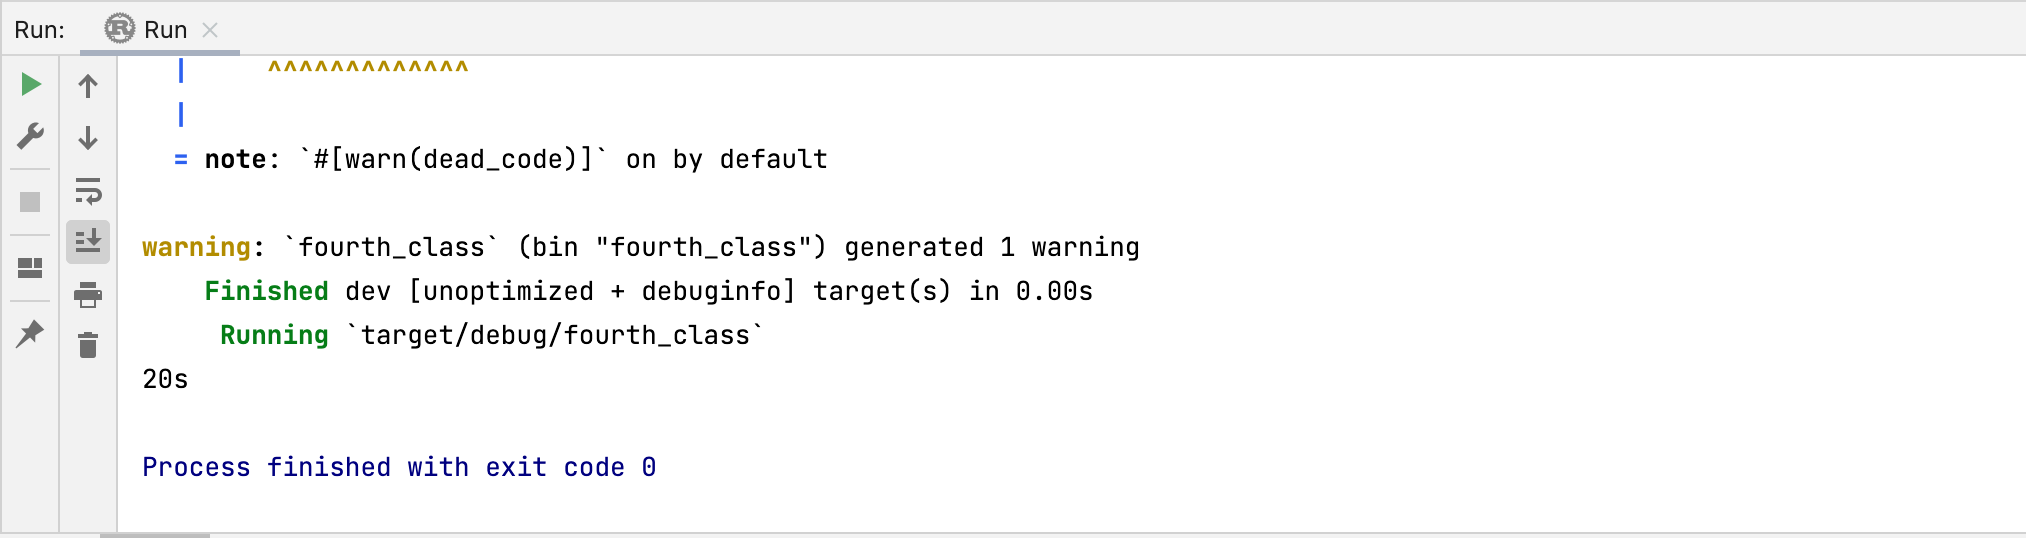 Run: Run
|     ^^^^^^^^^^^^^
|
= note: `#[warn(dead_code)]` on by default
warning: `fourth_class` (bin "fourth_class") generated 1 warning
Finished dev [unoptimized + debuginfo] target(s) in 0.00s
Running `target/debug/fourth_class`
20s
Process finished with exit code 0